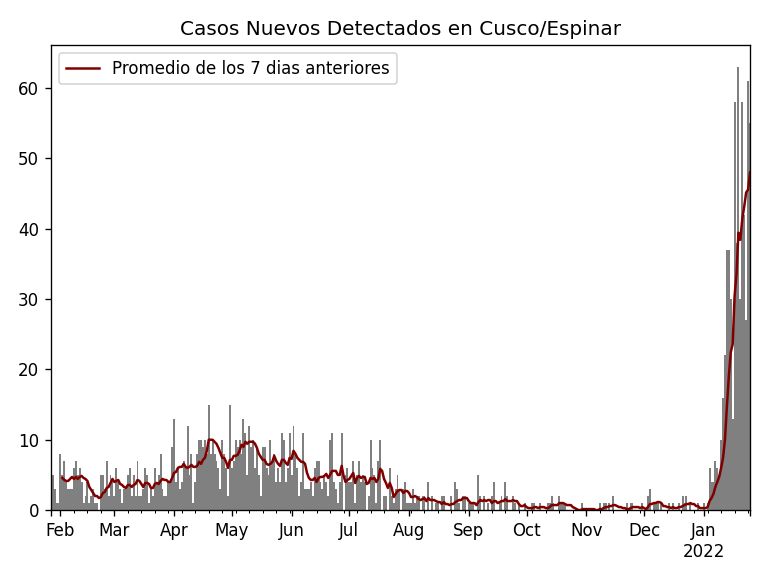 Casos Nuevos Detectados en Cusco/Espinar
Promedio de los 7 dias anteriores
60
50
40
30
20
10
0
Feb Mar Apr May Jun Jul Aug Sep Oct Nov Dec Jan
2022